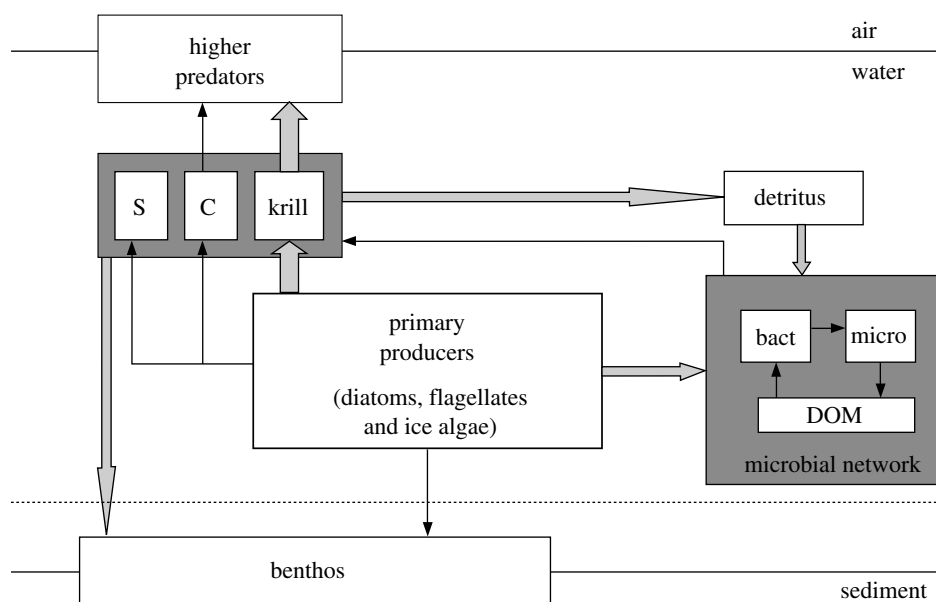 air
higher
predators
water
S
C
krill
detritus
primary
producers
(diatoms, flagellates
and ice algae)
bact
micro
DOM
microbial network
benthos
sediment